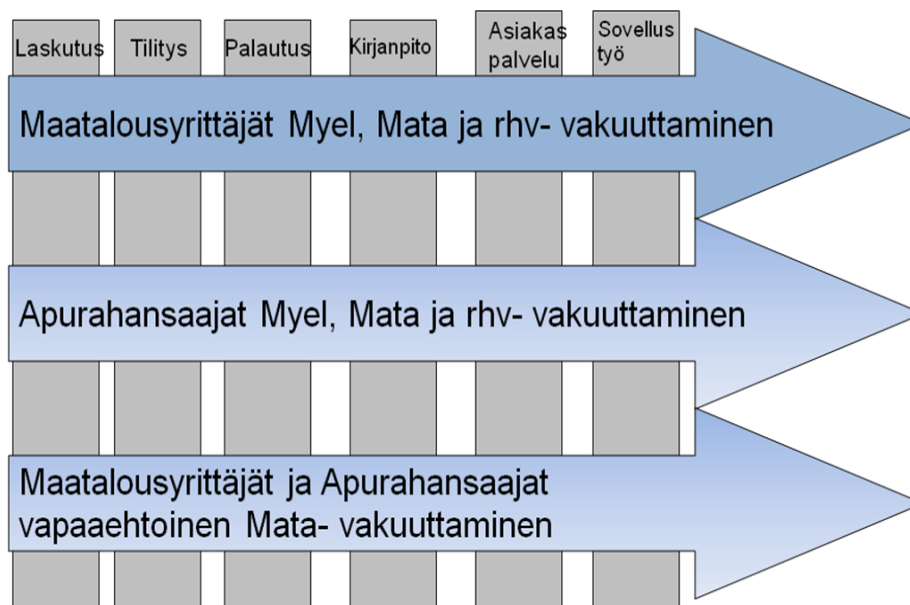 Laskutus
Tilitys
Palautus
Kirjanpito
Asiakas
palvelu
Sovellus
työ
Maatalousyrittäjät Myel, Mata ja rhv- vakuuttaminen
Apurahansaajat Myel, Mata ja rhv- vakuuttaminen
Maatalousyrittäjät ja Apurahansaajat
vapaaehtoinen Mata- vakuuttaminen